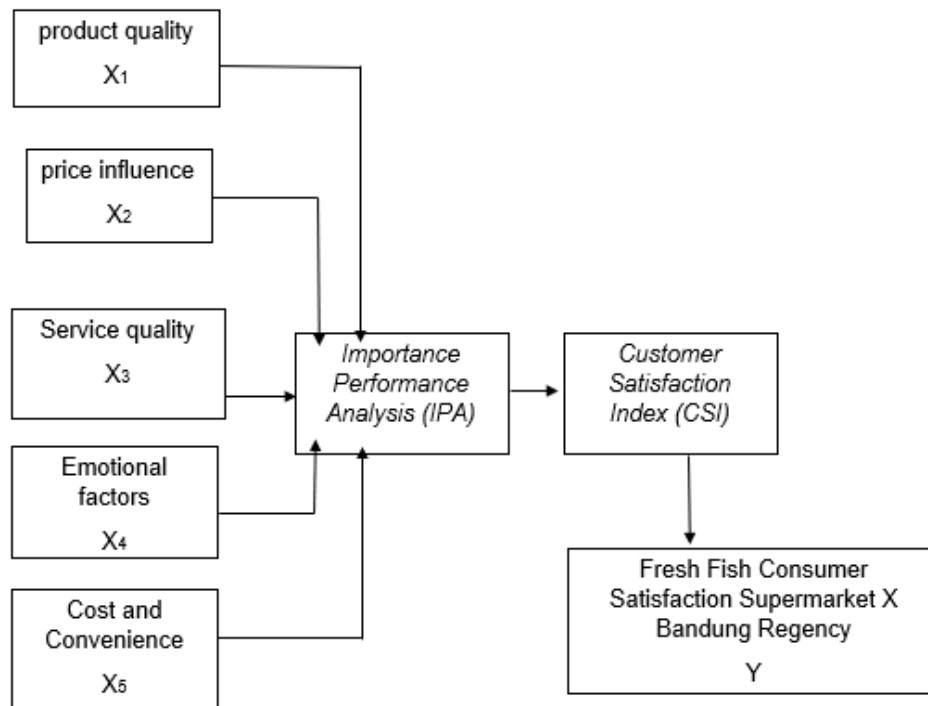 product quality
X₁
price influence
X₂
Service quality
X₃
Emotional
factors
X₄
Cost and
Convenience
X₅
Importance
Performance
Analysis (IPA)
Customer
Satisfaction
Index (CSI)
Fresh Fish Consumer
Satisfaction Supermarket X
Bandung Regency
Y